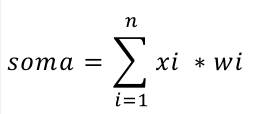 n
soma = ∑ xi * wi
i=1